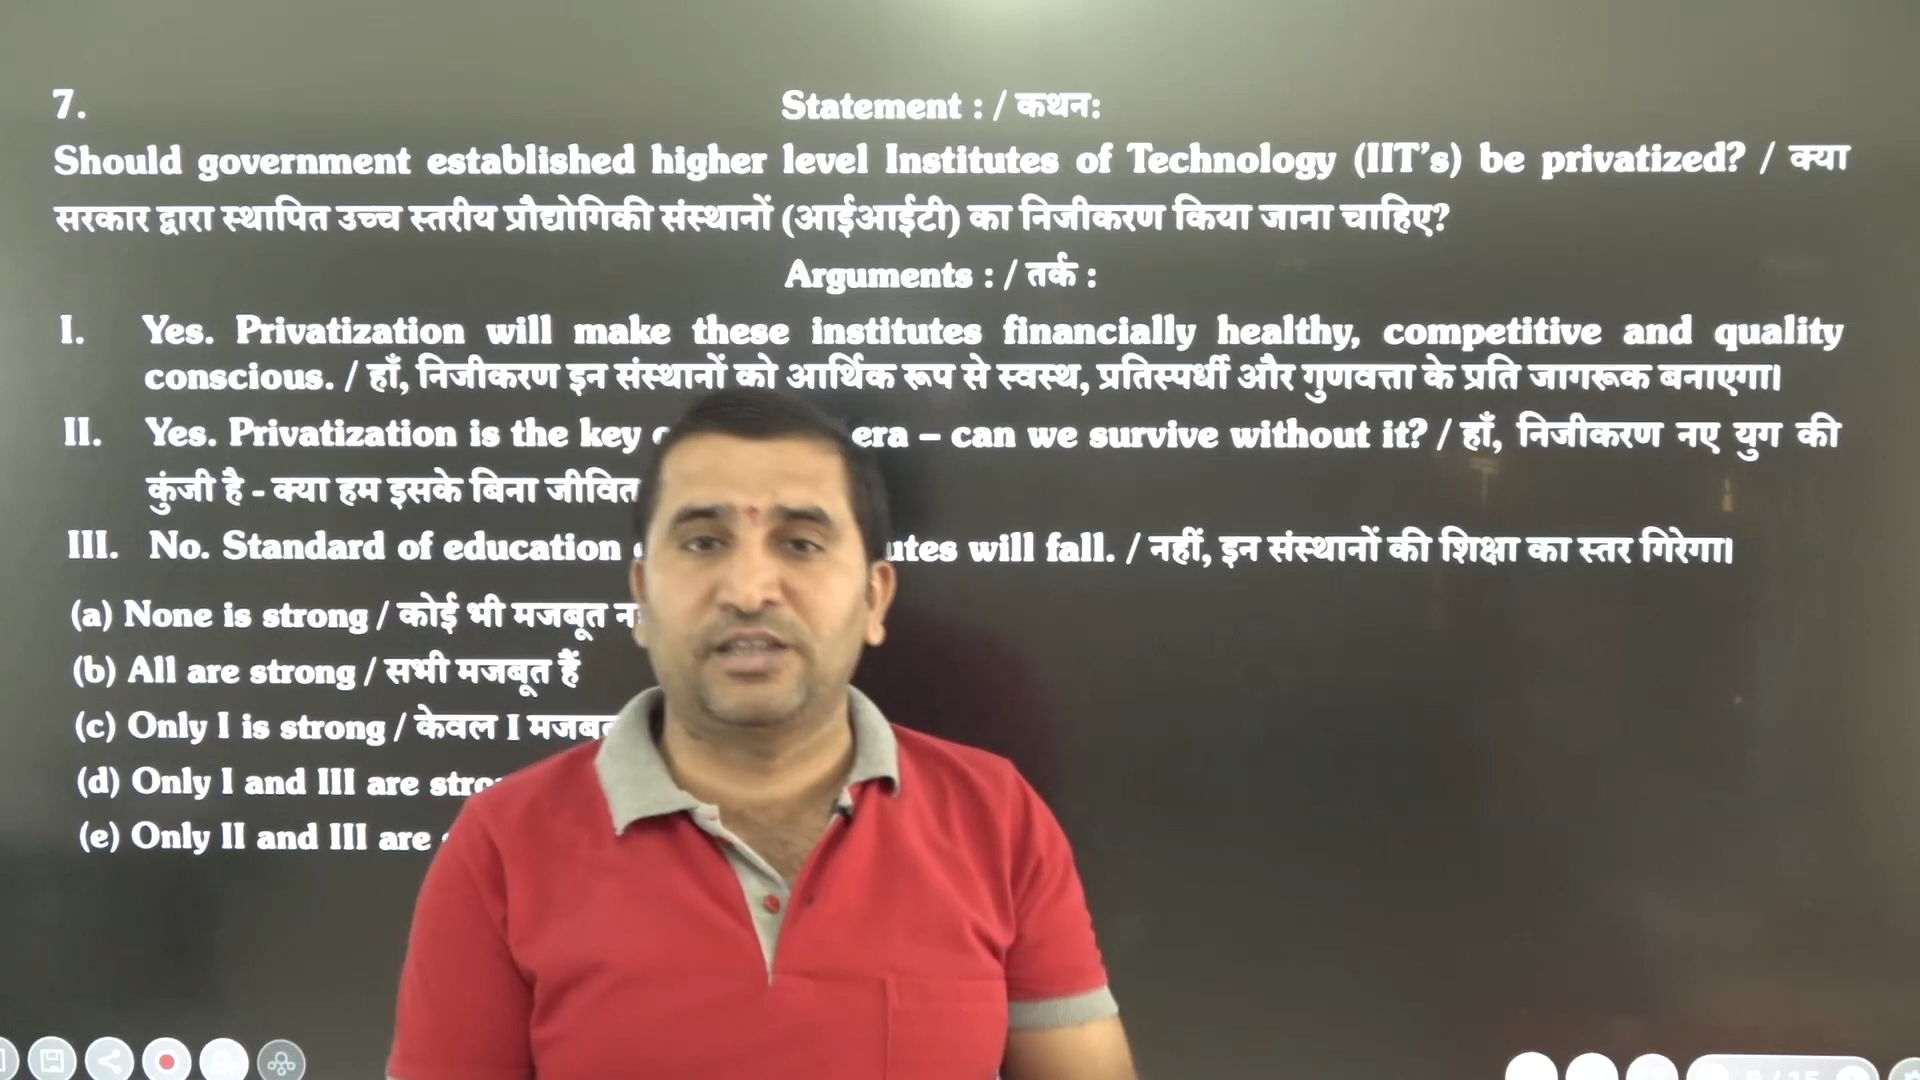 7.
Statement : / कथन:
Should government established higher level Institutes of Technology (IIT's) be privatized? / क्या
सरकार द्वारा स्थापित उच्च स्तरीय प्रौद्योगिकी संस्थानों (आईआईटी) का निजीकरण किया जाना चाहिए?
Arguments : / तर्क :
I. Yes. Privatization will make these institutes financially healthy, competitive and quality
conscious. / हाँ, निजीकरण इन संस्थानों को आर्थिक रूप से स्वस्थ, प्रतिस्पर्धी और गुणवत्ता के प्रति जागरूक बनाएगा।
II. Yes. Privatization is the key era – can we survive without it? / हाँ, निजीकरण नए युग की
कुंजी है - क्या हम इसके बिना जीवित
III. No. Standard of education will fall. / नहीं, इन संस्थानों की शिक्षा का स्तर गिरेगा।
(a) None is strong / कोई भी मजबूत
(b) All are strong / सभी मजबूत हैं
(c) Only I is strong / केवल I
(d) Only I and III are
(e) Only II and III are